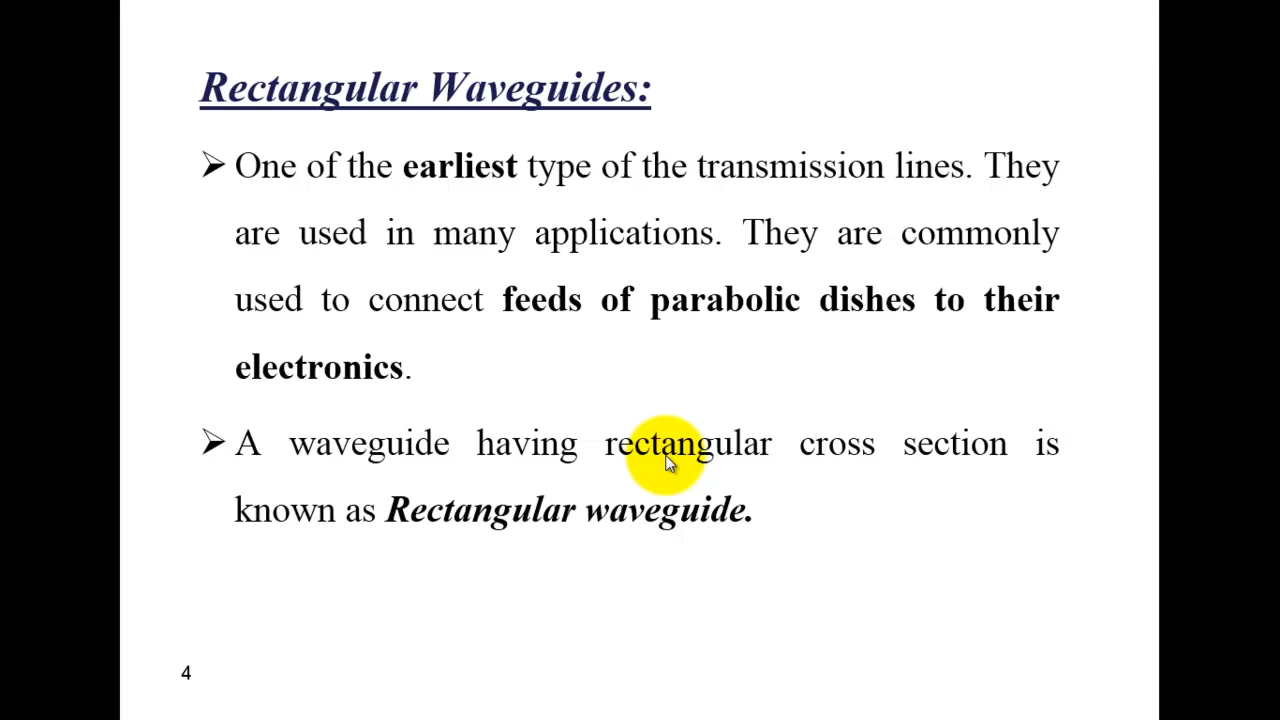 Rectangular Waveguides:
➢ One of the earliest type of the transmission lines. They
are used in many applications. They are commonly
used to connect feeds of parabolic dishes to their
electronics.
➢ A waveguide having rectangular cross section is
known as Rectangular waveguide.
4